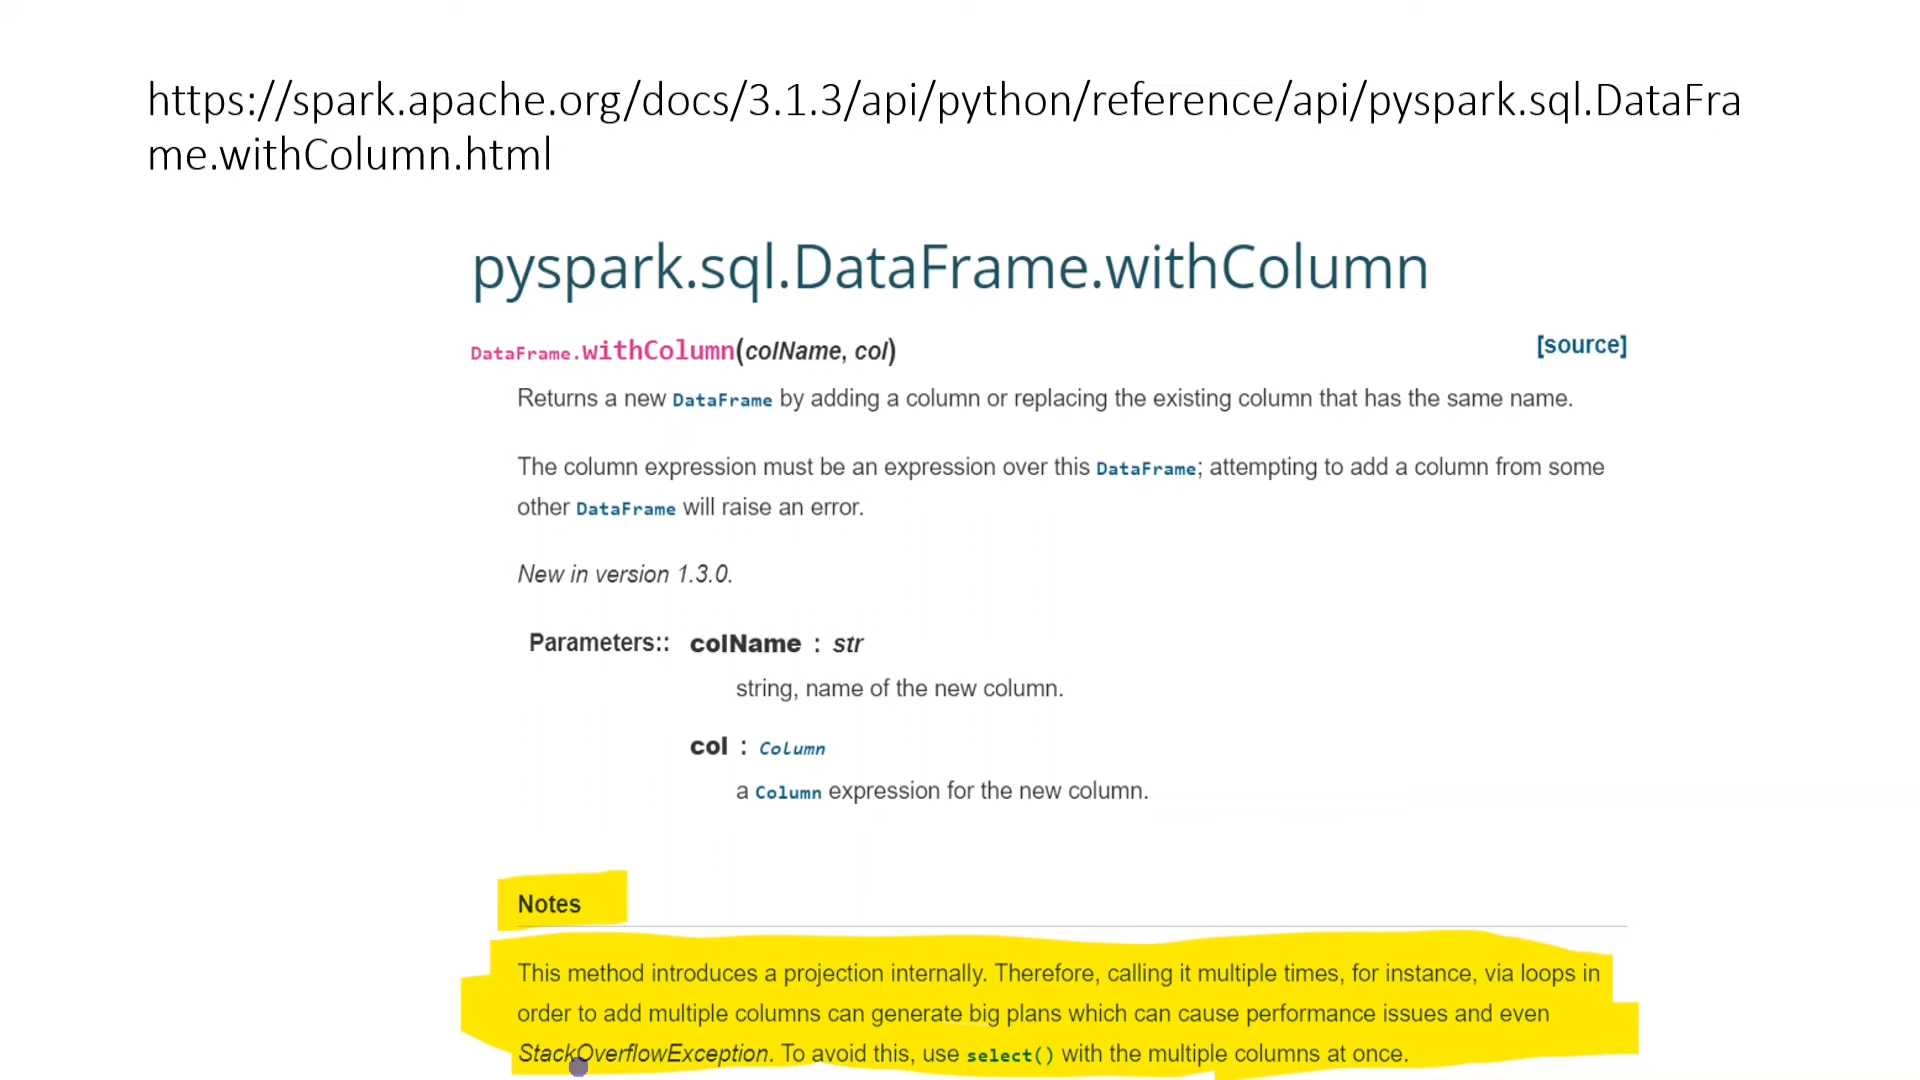 https://spark.apache.org/docs/3.1.3/api/python/reference/api/pyspark.sql.DataFra
me.withColumn.html
pyspark.sql.DataFrame.withColumn
DataFrame.withColumn(colName, col) [source]
Returns a new DataFrame by adding a column or replacing the existing column that has the same name.
The column expression must be an expression over this DataFrame; attempting to add a column from some
other DataFrame will raise an error.
New in version 1.3.0.
Parameters:: colName : str
string, name of the new column.
col : Column
a Column expression for the new column.
Notes
This method introduces a projection internally. Therefore, calling it multiple times, for instance, via loops in
order to add multiple columns can generate big plans which can cause performance issues and even
StackOverflowException. To avoid this, use select() with the multiple columns at once.